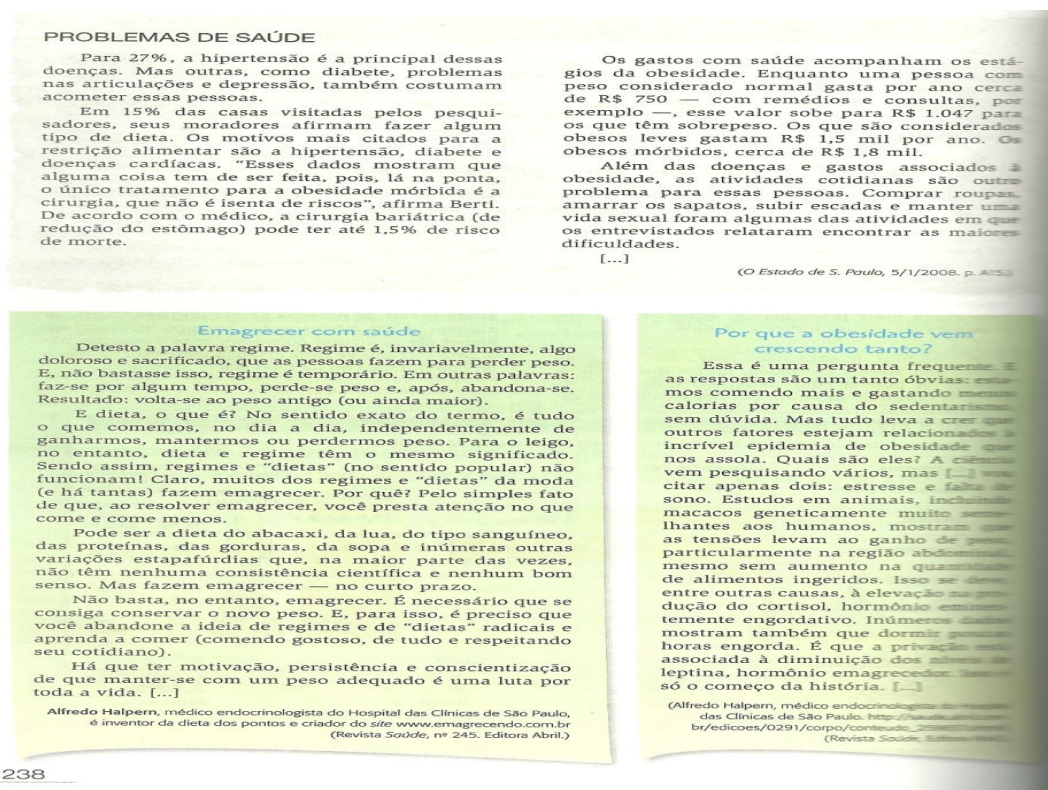 PROBLEMAS DE SAÚDE
Para 27%, a hipertensão é a principal dessas
doenças. Mas outras, como diabete, problemas
nas articulações e depressão, também costumam
acometer essas pessoas.
Em 15% das casas visitadas pelos pesqui-
sadores, seus moradores afirmam fazer algum
tipo de dieta. Os motivos mais citados para a
restrição alimentar são a hipertensão, diabete e
doenças cardíacas. “Esses dados mostram que
alguma coisa tem de ser feita, pois, lá na ponta,
o único tratamento para a obesidade mórbida é a
cirurgia, que não é isenta de riscos”, afirma Berti.
De acordo com o médico, a cirurgia bariátrica (de
redução do estômago) pode ter até 1,5% de risco
de morte.
Os gastos com saúde acompanham os está-
gios da obesidade. Enquanto uma pessoa com
peso considerado normal gasta por ano cerca
de R$ 750 — com remédios e consultas, por
exemplo —, esse valor sobe para R$ 1.047 para
os que têm sobrepeso. Os que são considerados
obesos leves gastam R$ 1,5 mil por ano. Os
obesos mórbidos, cerca de R$ 1,8 mil.
Além das doenças e gastos associados à
obesidade, as atividades cotidianas são outro
problema para essas pessoas. Comprar roupas,
amarrar os sapatos, subir escadas e manter uma
vida sexual foram algumas das atividades em que
os entrevistados relataram encontrar as maiores
dificuldades.
[...]
(O Estado de S. Paulo, 5/1/2008. p.
Emagrecer com saúde
Detesto a palavra regime. Regime é, invariavelmente, algo
doloroso e sacrificado, que as pessoas fazem para perder peso.
E, não bastasse isso, regime é temporário. Em outras palavras:
faz-se por algum tempo, perde-se peso e, após, abandona-se.
Resultado: volta-se ao peso antigo (ou ainda maior).
E dieta, o que é? No sentido exato do termo, é tudo
o que comemos, no dia a dia, independentemente de
ganharmos, mantermos ou perdermos peso. Para o leigo,
no entanto, dieta e regime têm o mesmo significado.
Sendo assim, regimes e “dietas” (no sentido popular) não
funcionam! Claro, muitos dos regimes e “dietas” da moda
(e há tantas) fazem emagrecer. Por quê? Pelo simples fato
de que, ao resolver emagrecer, você presta atenção no que
come e come menos.
Pode ser a dieta do abacaxi, da lua, do tipo sanguíneo,
das proteínas, das gorduras, da sopa e inúmeras outras
variações estapafúrdias que, na maior parte das vezes,
não têm nenhuma consistência científica e nenhum bom
senso. Mas fazem emagrecer — no curto prazo.
Não basta, no entanto, emagrecer. É necessário que se
consiga conservar o novo peso. E, para isso, é preciso que
você abandone a ideia de regimes e de “dietas” radicais e
aprenda a comer (comendo gostoso, de tudo e respeitando
seu cotidiano).
Há que ter motivação, persistência e conscientização
de que manter-se com um peso adequado é uma luta por
toda a vida. [...]
Alfredo Halpern, médico endocrinologista do Hospital das Clínicas de São Paulo,
é inventor da dieta dos pontos e criador do site www.emagrecendo.com.br
(Revista Saúde, nº 245. Editora Abril.)
Por que a obesidade vem
crescendo tanto?
Essa é uma pergunta frequente. E
as respostas são um tanto óbvias: esta-
mos comendo mais e gastando menos
calorias por causa do sedentarismo,
sem dúvida. Mas tudo leva a crer que
outros fatores estejam relacionados à
incrível epidemia de obesidade que
nos assola. Quais são eles? A ciência
vem pesquisando vários, mas [...] vou
citar apenas dois: estresse e falta de
sono. Estudos em animais, incluindo
macacos geneticamente muito seme-
lhantes aos humanos, mostram que
as tensões levam ao ganho de peso,
particularmente na região abdominal,
mesmo sem aumento na quantidade
de alimentos ingeridos. Isso se deve,
entre outras causas, à elevação na pro-
dução do cortisol, hormônio eminen-
temente engordativo. Inúmeros
mostram também que dormir poucas
horas engorda. É que a privação está
associada à diminuição dos níveis de
leptina, hormônio emagrecedor.
só o começo da história. [...]
(Alfredo Halpern, médico endocrinologista do
das Clínicas de São Paulo.
br/edicoes/0291/corpo/conteudo_
(Revista Saúde,
238